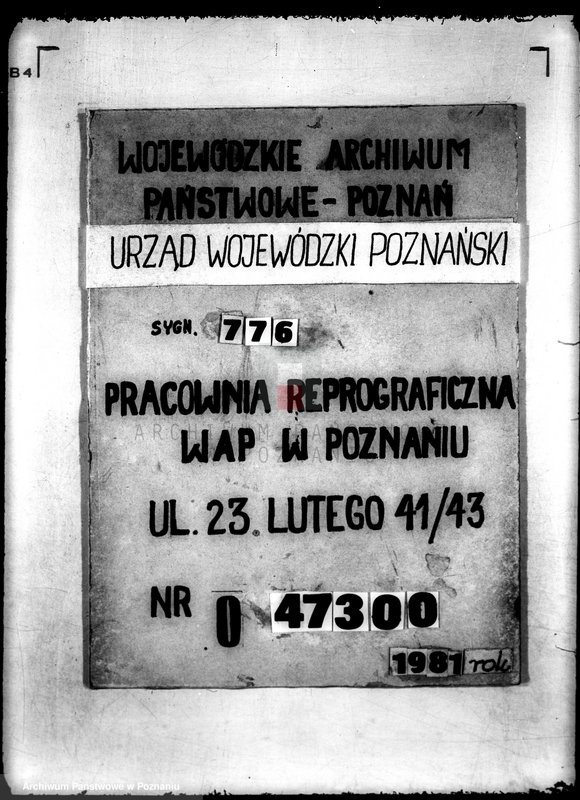 B4
WOJEWÓDZKIE ARCHIWUM
PAŃSTWOWE - POZNAŃ
URZĄD WOJEWÓDZKI POZNAŃSKI
SYGN. 776
PRACOWNIA REPROGRAFICZNA
WAP W POZNANIU
UL. 23. LUTEGO 41/43
NR 0 47300
1981 rok
Archiwum Państwowe w Poznaniu